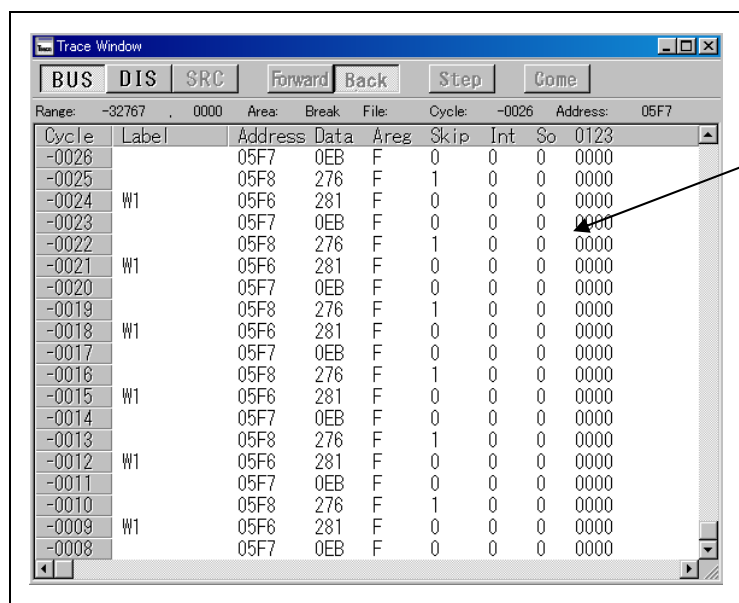 Trace Window
BUS DIS SRC Forward Back Step Come
Range: -32767 , 0000 Area: Break File: Cycle: -0026 Address: 05F7
Cycle Label Address Data Areg Skip Int So 0123
-0026 05F7 0EB F 0 0 0 0000
-0025 05F8 276 F 1 0 0 0000
-0024 W1 05F6 281 F 0 0 0 0000
-0023 05F7 0EB F 0 0 0 0000
-0022 05F8 276 F 1 0 0 0000
-0021 W1 05F6 281 F 0 0 0 0000
-0020 05F7 0EB F 0 0 0 0000
-0019 05F8 276 F 1 0 0 0000
-0018 W1 05F6 281 F 0 0 0 0000
-0017 05F7 0EB F 0 0 0 0000
-0016 05F8 276 F 1 0 0 0000
-0015 W1 05F6 281 F 0 0 0 0000
-0014 05F7 0EB F 0 0 0 0000
-0013 05F8 276 F 1 0 0 0000
-0012 W1 05F6 281 F 0 0 0 0000
-0011 05F7 0EB F 0 0 0 0000
-0010 05F8 276 F 1 0 0 0000
-0009 W1 05F6 281 F 0 0 0 0000
-0008 05F7 0EB F 0 0 0 0000